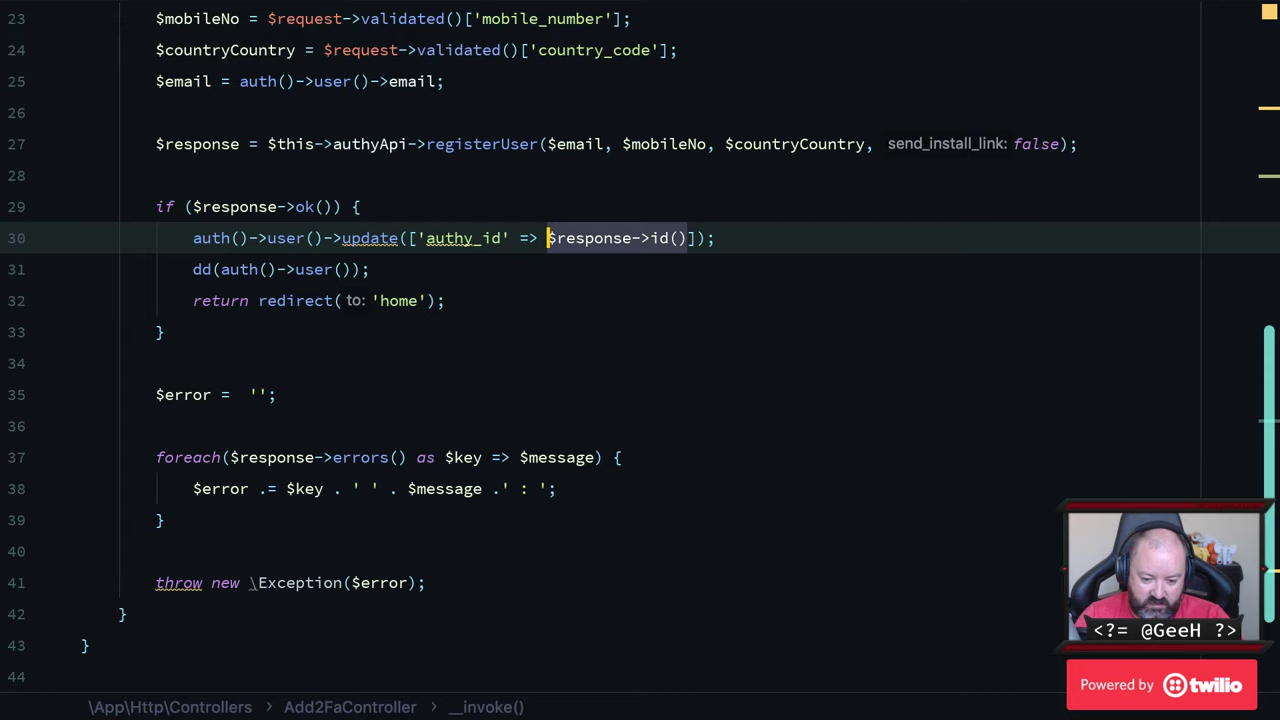 23 $mobileNo = $request->validated()['mobile_number'];
24 $countryCountry = $request->validated()['country_code'];
25 $email = auth()->user()->email;
26
27 $response = $this->authyApi->registerUser($email, $mobileNo, $countryCountry, send_install_link: false);
28
29 if ($response->ok()) {
30 auth()->user()->update(['authy_id' => $response->id()]);
31 dd(auth()->user());
32 return redirect( to: 'home');
33 }
34
35 $error =  '';
36
37 foreach($response->errors() as $key => $message) {
38 $error .= $key . ' ' . $message .' : ';
39 }
40
41 throw new \Exception($error);
42 }
43 }
44
<?= @GeeH ?>
Powered by twilio
\App\Http\Controllers > Add2FaController > __invoke()